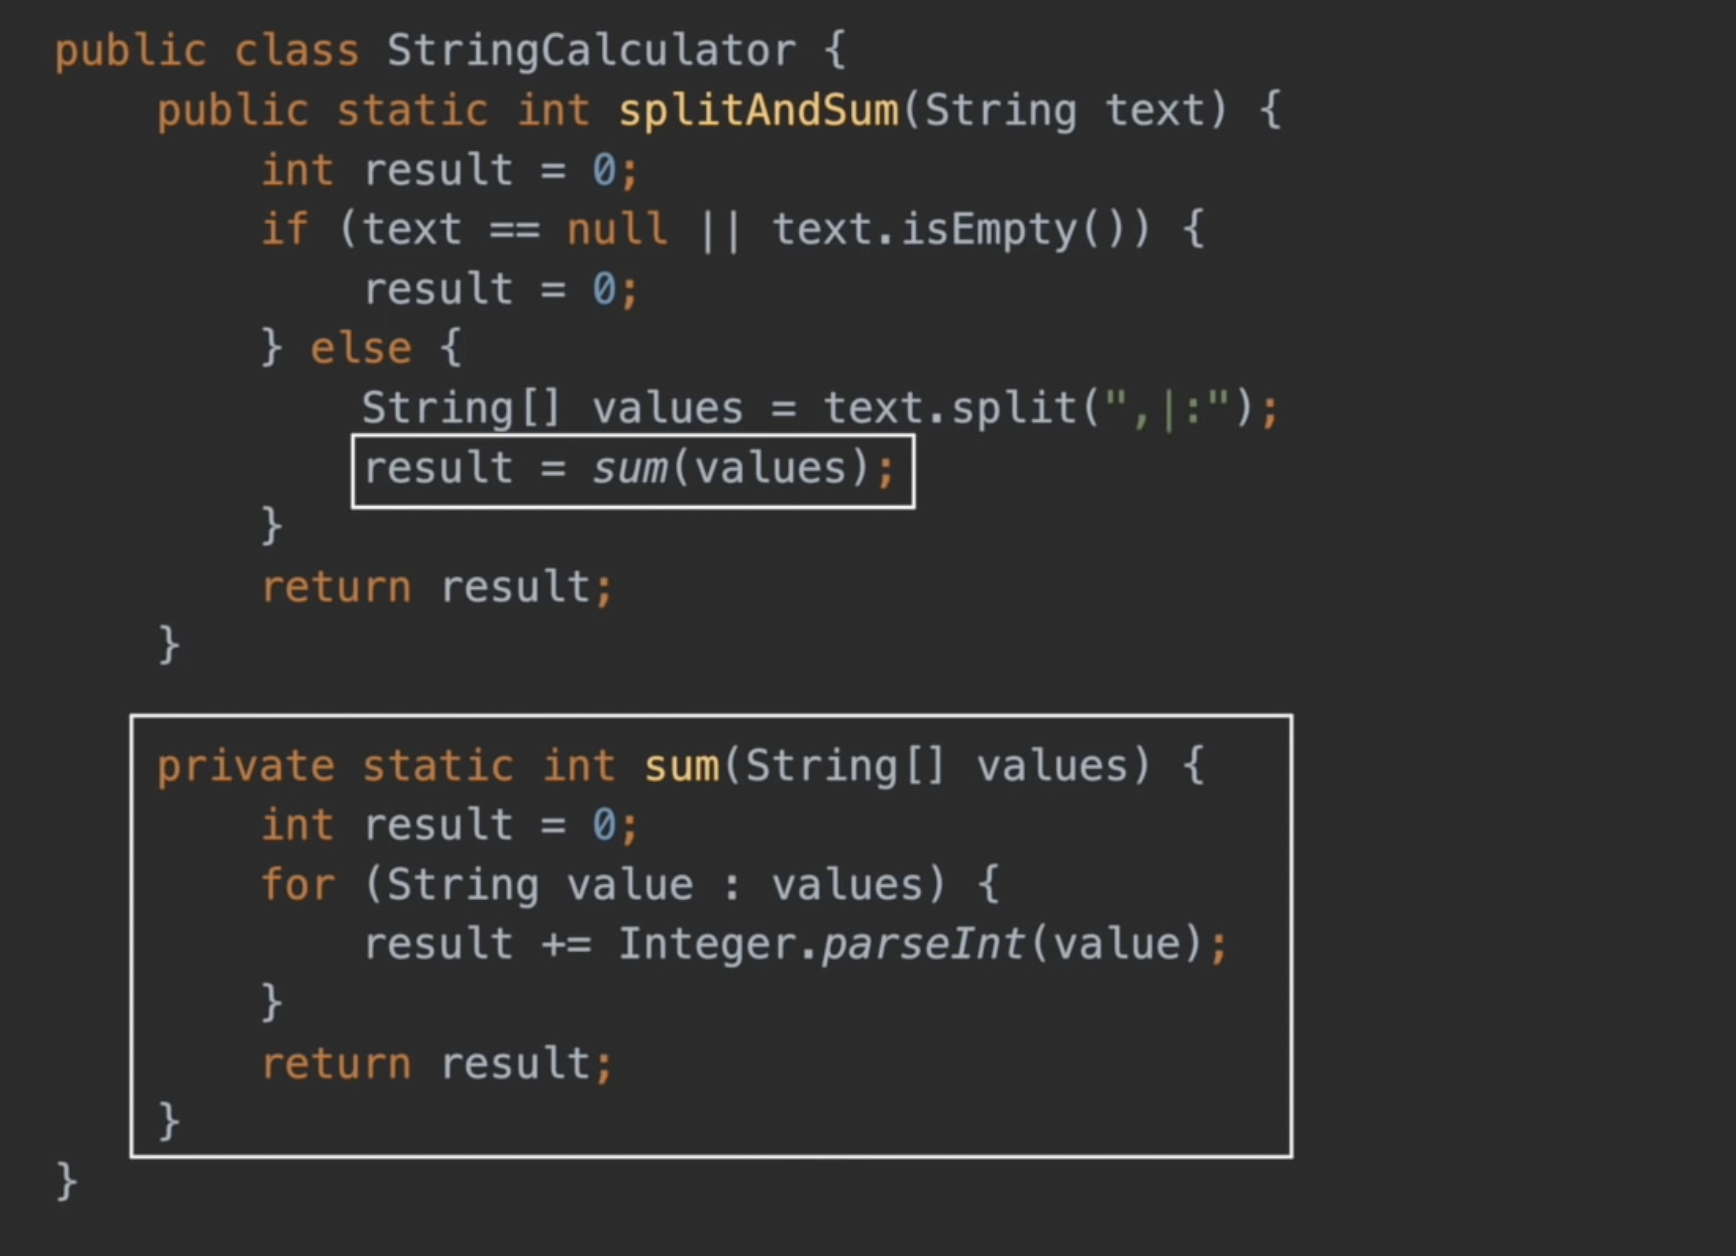 public class StringCalculator {
    public static int splitAndSum(String text) {
        int result = 0;
        if (text == null || text.isEmpty()) {
            result = 0;
        } else {
            String[] values = text.split(",|:");
            result = sum(values);
        }
        return result;
    }
    private static int sum(String[] values) {
        int result = 0;
        for (String value : values) {
            result += Integer.parseInt(value);
        }
        return result;
    }
}